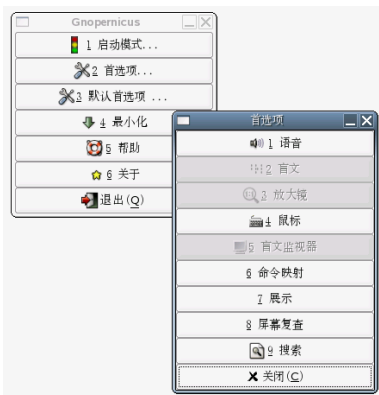 Gnopernicus
1 启动模式...
2 首选项...
3 默认首选项 ...
4 最小化
5 帮助
6 关于
退出(Q)
首选项
1 语音
2 盲文
3 放大镜
4 鼠标
5 盲文监视器
6 命令映射
7 展示
8 屏幕复查
9 搜索
关闭(C)